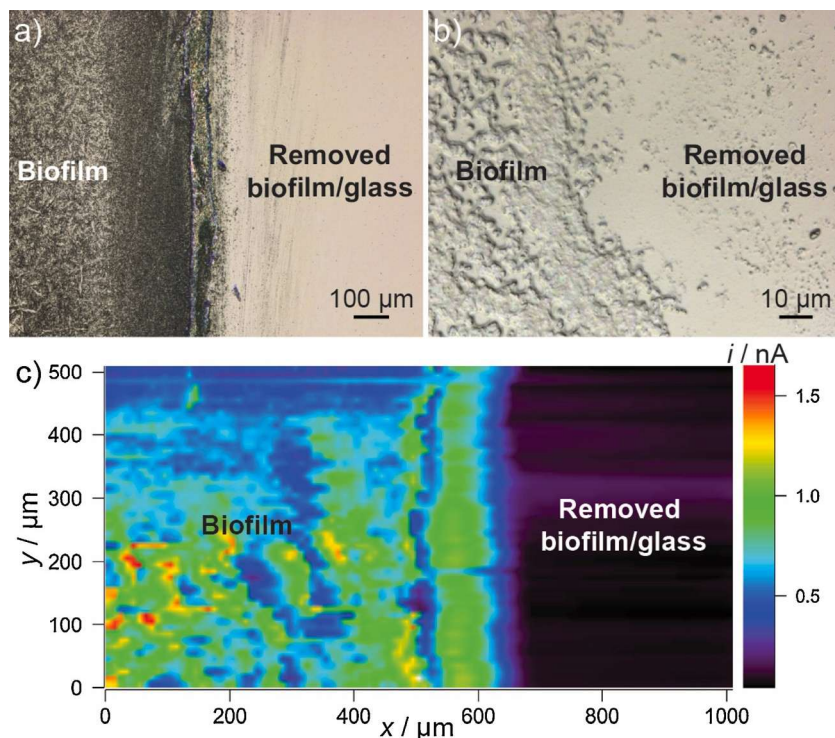 a)
Biofilm
Removed
biofilm/glass
100 µm
b)
Biofilm
Removed
biofilm/glass
10 µm
c)
i / nA
500
400
300
200
100
0
y / µm
Biofilm
Removed
biofilm/glass
1.5
1.0
0.5
0
200
400
600
800
1000
x / µm